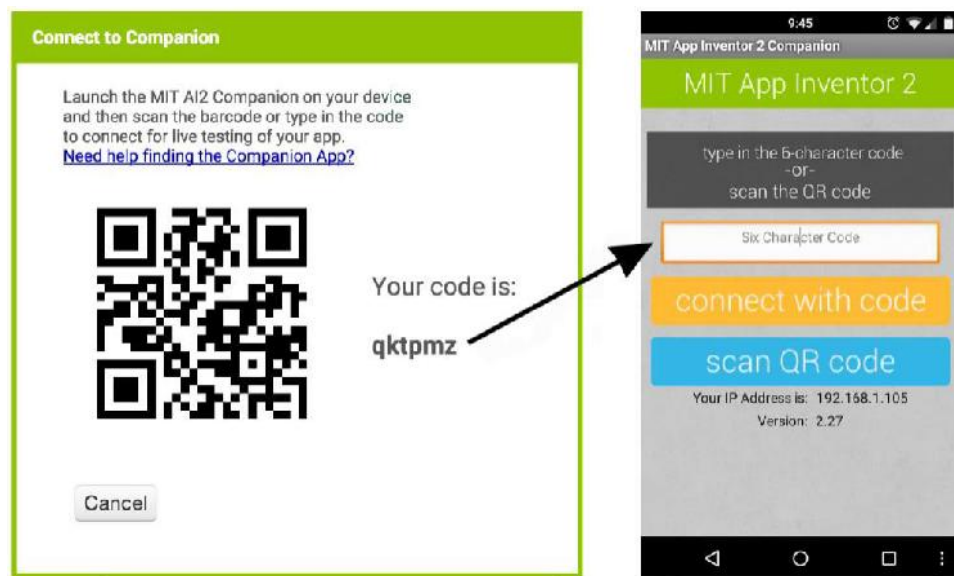 Connect to Companion
Launch the MIT AI2 Companion on your device
and then scan the barcode or type in the code
to connect for live testing of your app.
Need help finding the Companion App?
Your code is:
qktpmz
Cancel
9:45
MIT App Inventor 2 Companion
MIT App Inventor 2
type in the 6-character code
-or-
scan the QR code
Six Character Code
connect with code
scan QR code
Your IP Address is: 192.168.1.105
Version: 2.27